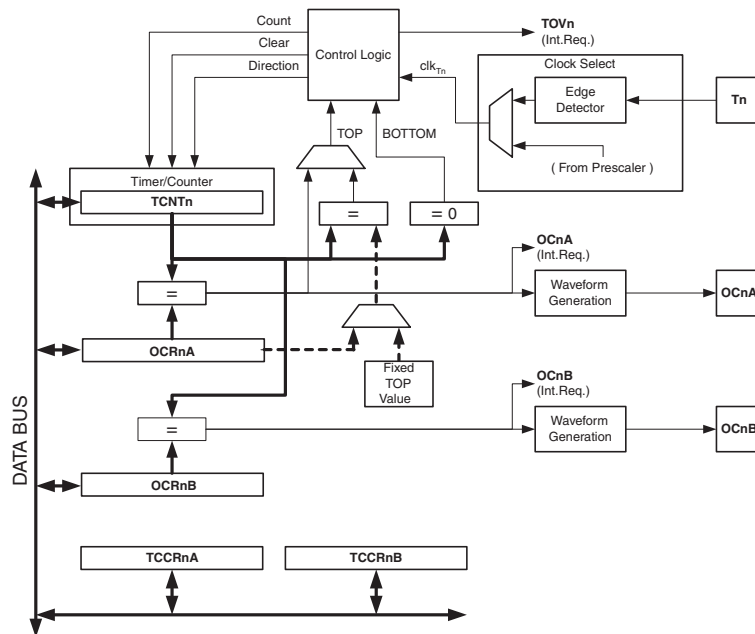 Count
Clear
Direction
Control Logic
TOVn
(Int.Req.)
clkTn
Clock Select
Edge
Detector
Tn
( From Prescaler )
TOP
BOTTOM
Timer/Counter
TCNTn
=
= 0
OCnA
(Int.Req.)
=
Waveform
Generation
OCnA
OCRnA
Fixed
TOP
Value
OCnB
(Int.Req.)
=
Waveform
Generation
OCnB
OCRnB
DATA BUS
TCCRnA
TCCRnB